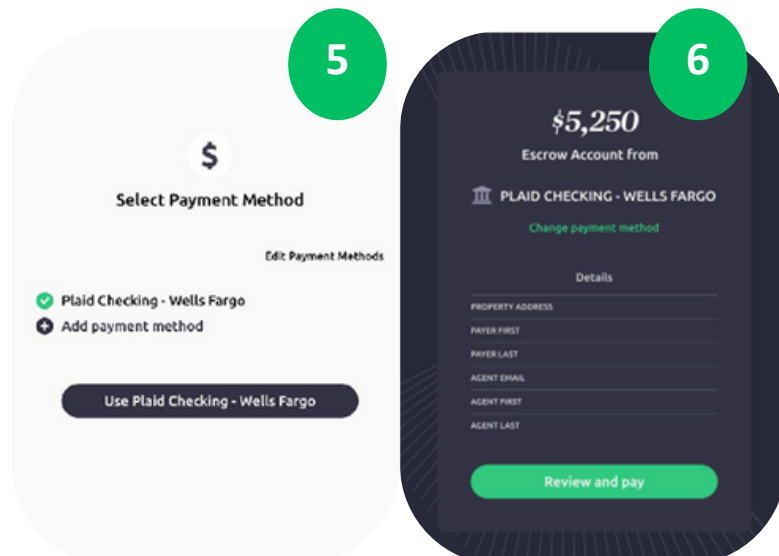 5
$
Select Payment Method
Edit Payment Methods
Plaid Checking - Wells Fargo
Add payment method
Use Plaid Checking - Wells Fargo
6
$5,250
Escrow Account from
PLAID CHECKING - WELLS FARGO
Change payment method
Details
PROPERTY ADDRESS
PAYER FIRST
PAYER LAST
AGENT EMAIL
AGENT FIRST
AGENT LAST
Review and pay